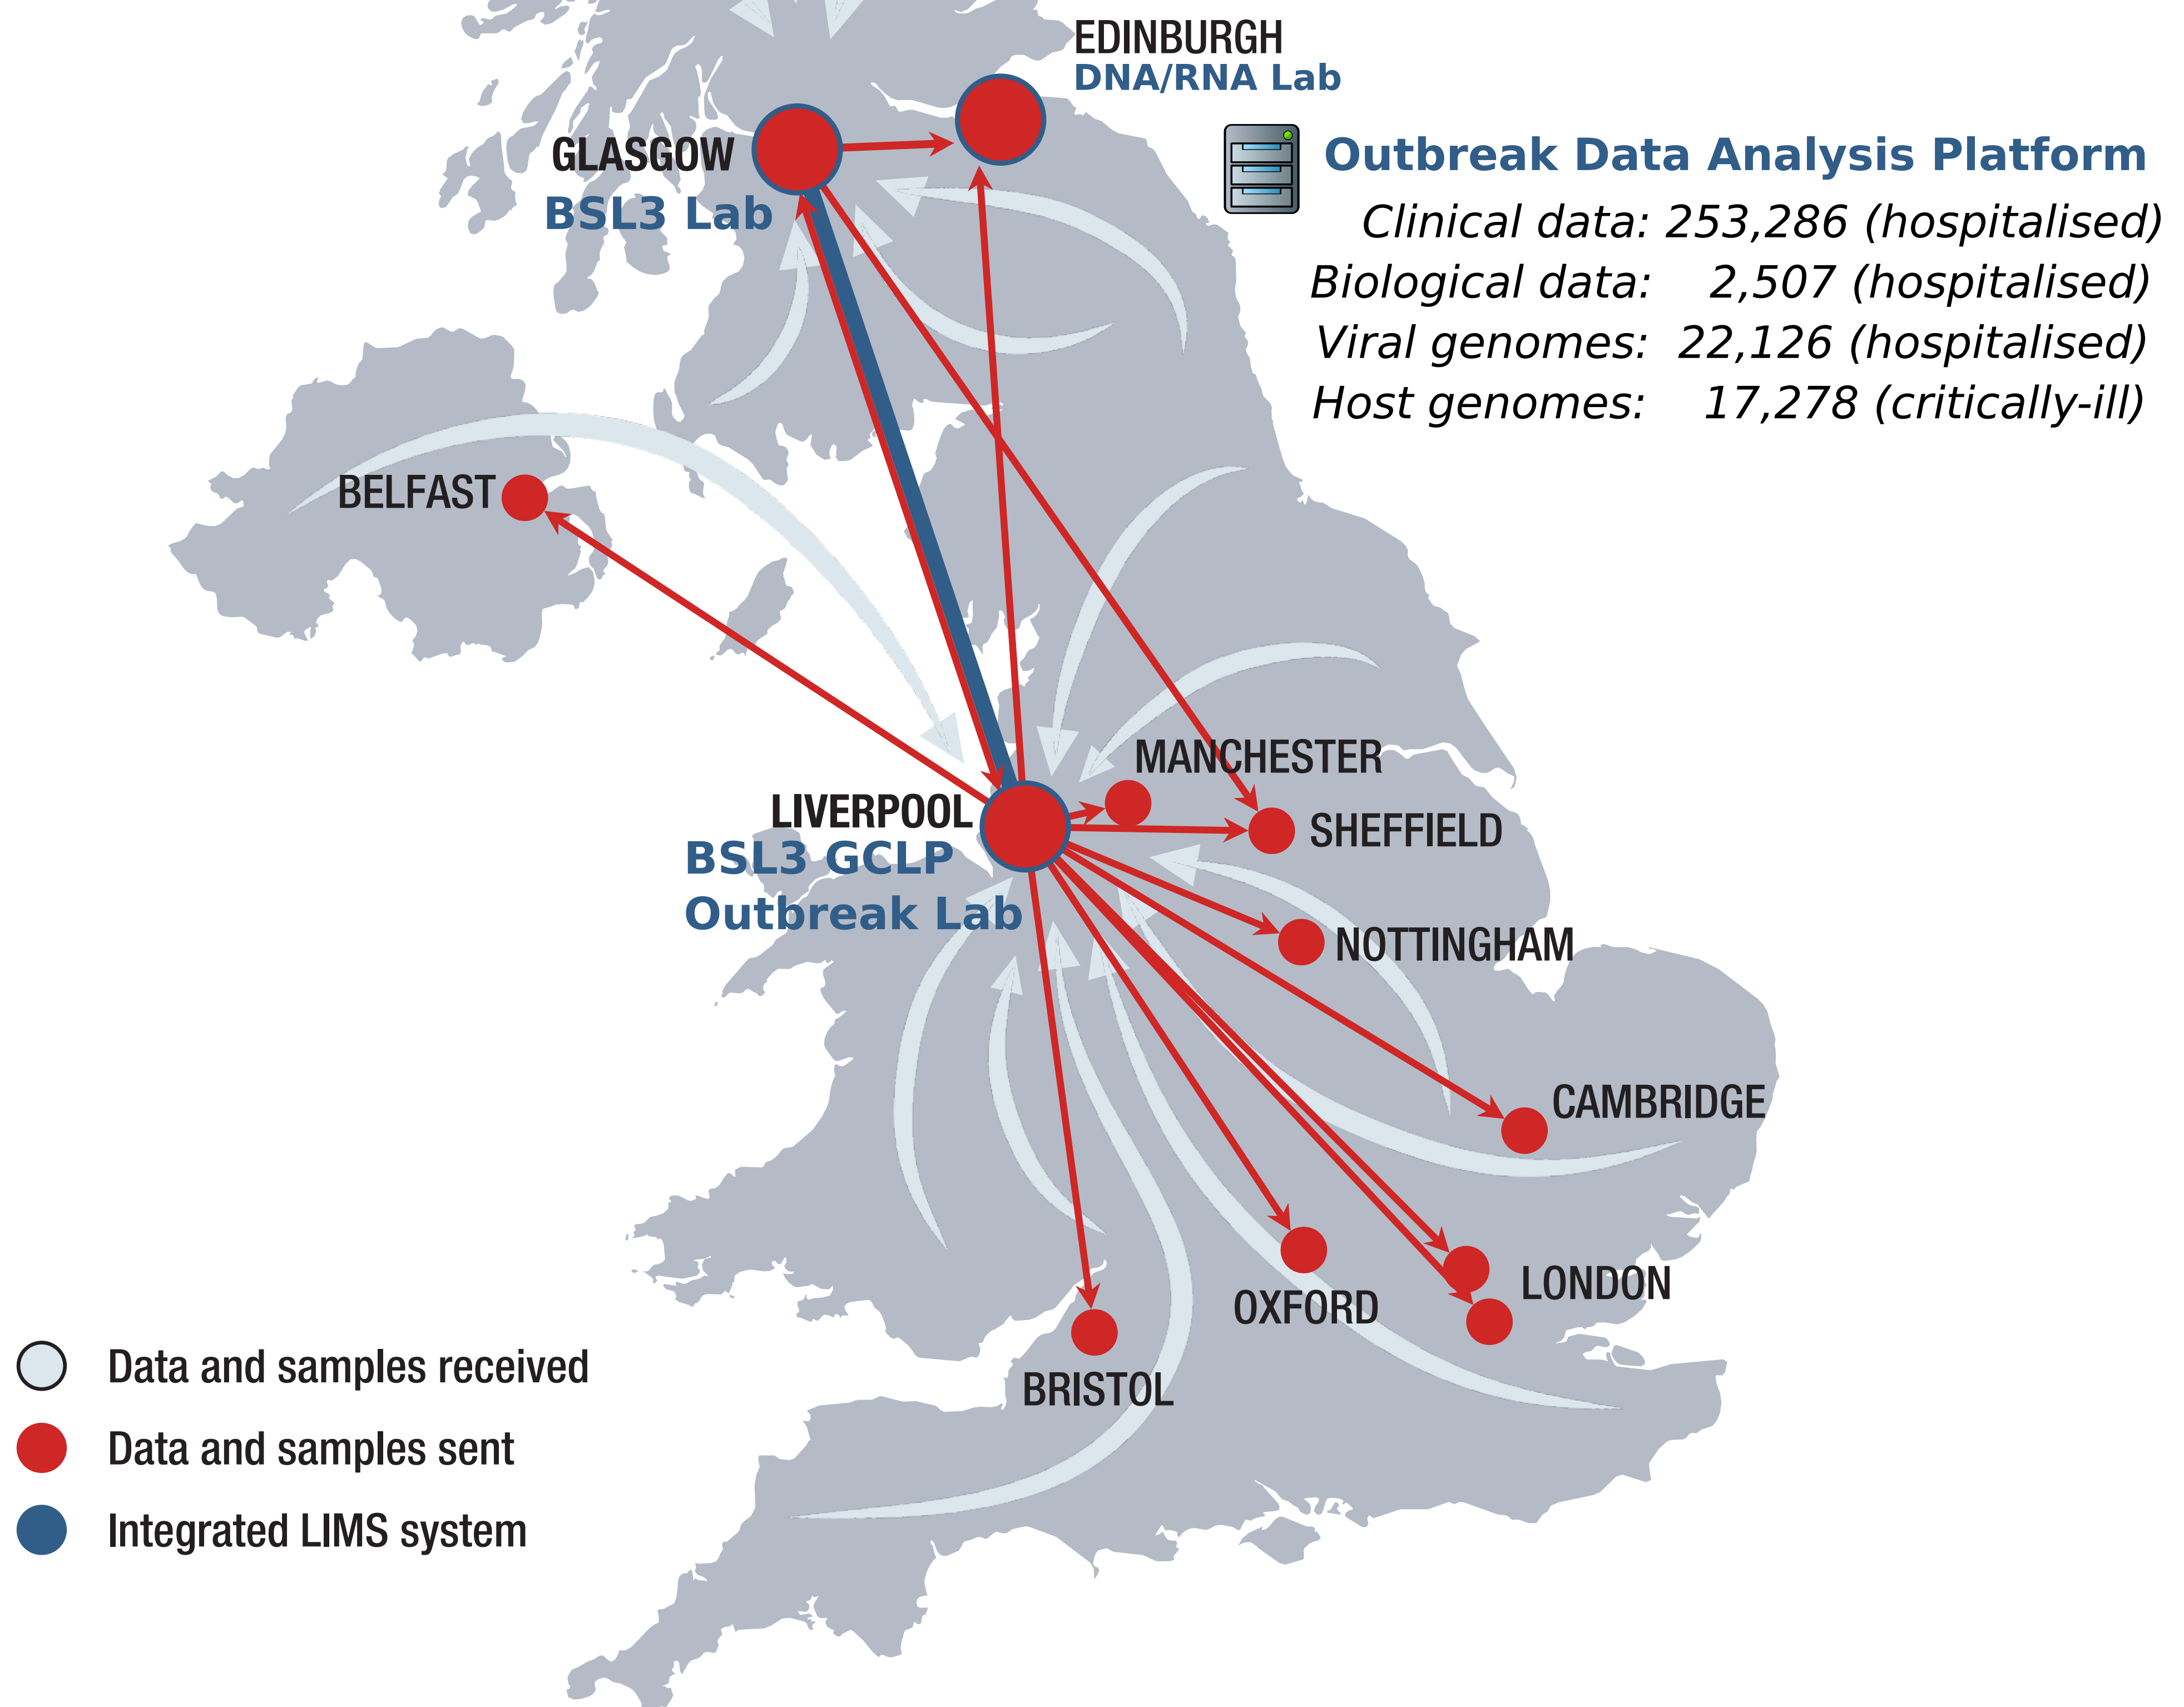 EDINBURGH
DNA/RNA Lab
GLASGOW
BSL3 Lab
Outbreak Data Analysis Platform
Clinical data: 253,286 (hospitalised)
Biological data: 2,507 (hospitalised)
Viral genomes: 22,126 (hospitalised)
Host genomes: 17,278 (critically-ill)
BELFAST
MANCHESTER
LIVERPOOL
BSL3 GCLP
Outbreak Lab
SHEFFIELD
NOTTINGHAM
CAMBRIDGE
LONDON
OXFORD
BRISTOL
Data and samples received
Data and samples sent
Integrated LIMS system